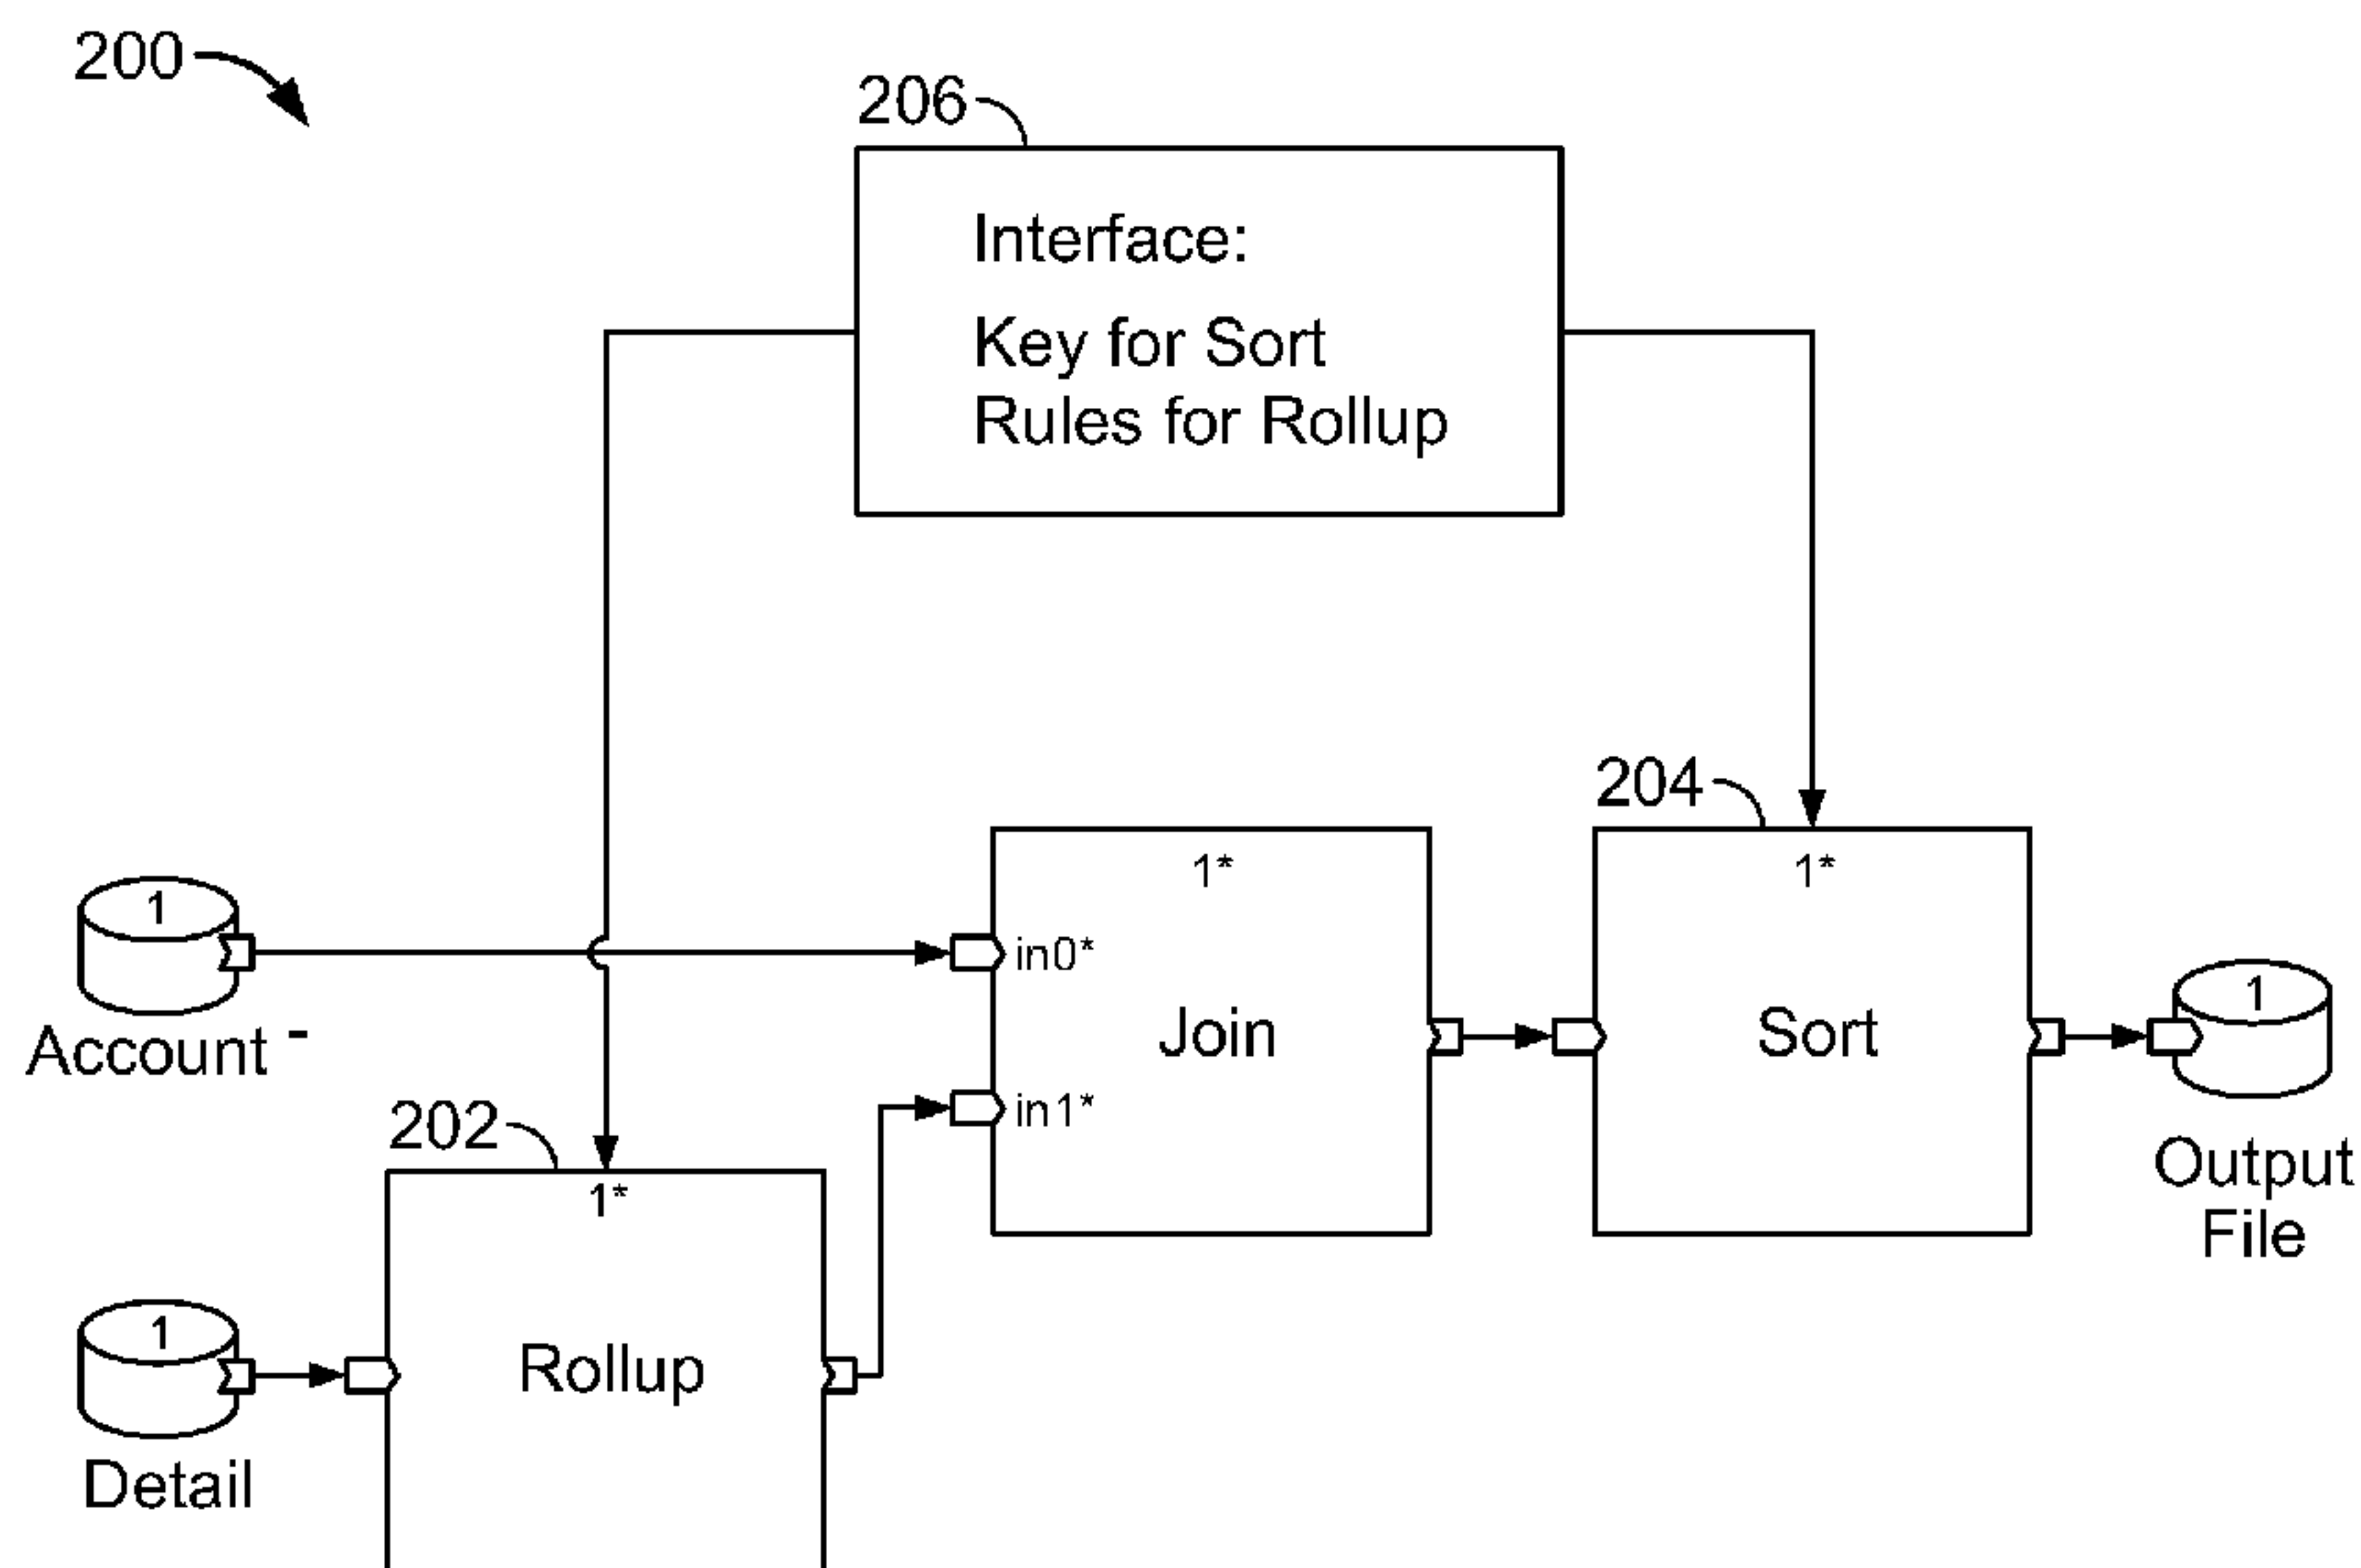 200
206
Interface:
Key for Sort
Rules for Rollup
204
1*
1*
1
in0*
Join
Sort
1
Account -
in1*
202
Output
File
1*
1
Rollup
Detail